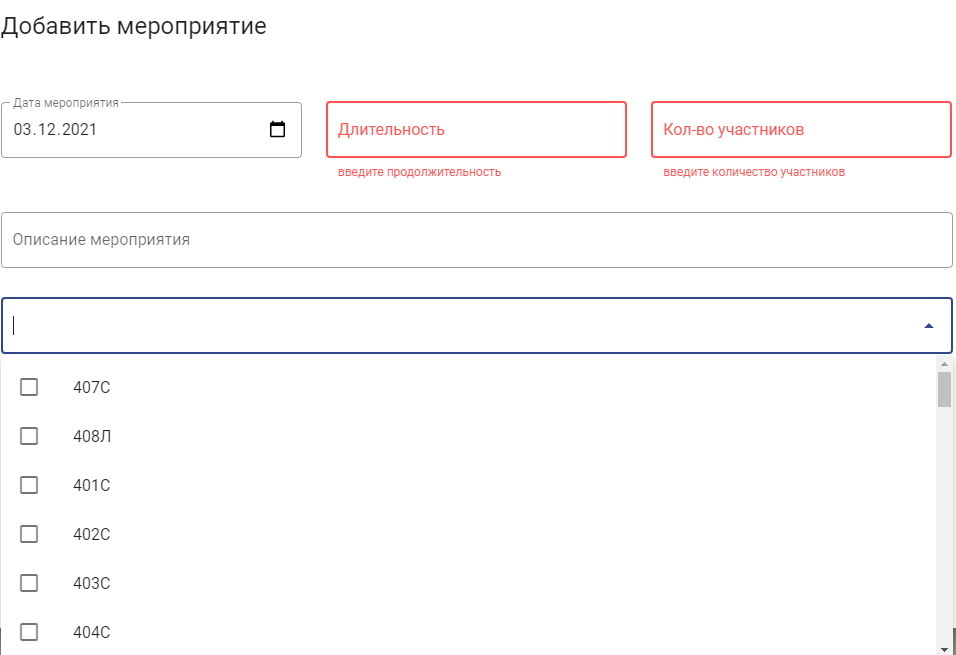 Добавить мероприятие
Дата мероприятия
03.12.2021
Длительность
Кол-во участников
введите продолжительность
введите количество участников
Описание мероприятия
407С
408Л
401С
402С
403С
404С